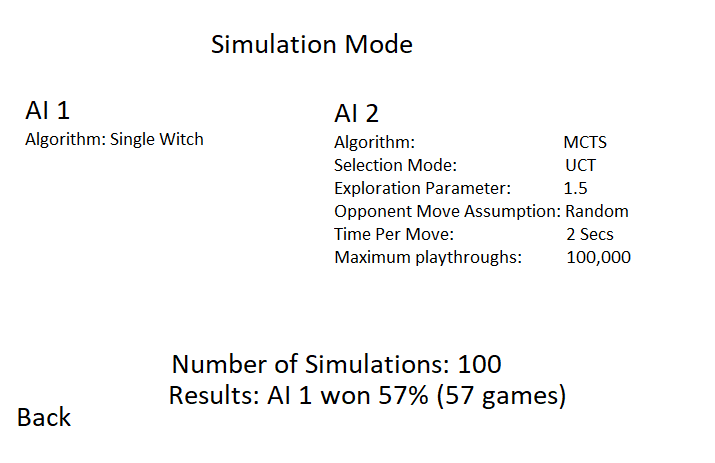 Simulation Mode
AI 1
Algorithm: Single Witch
AI 2
Algorithm: MCTS
Selection Mode: UCT
Exploration Parameter: 1.5
Opponent Move Assumption: Random
Time Per Move: 2 Secs
Maximum playthroughs: 100,000
Number of Simulations: 100
Results: AI 1 won 57% (57 games)
Back